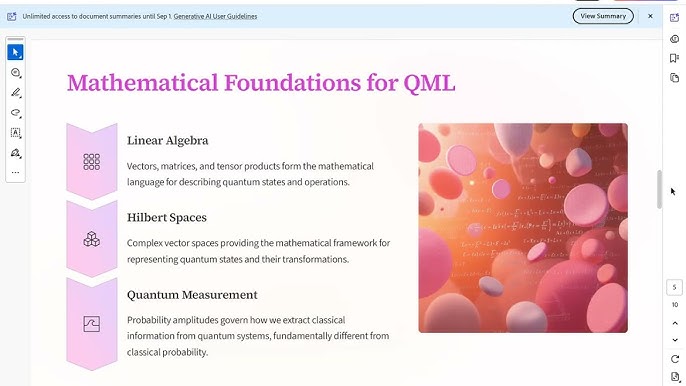 Unlimited access to document summaries until Sep 1. Generative AI User Guidelines
View Summary
Mathematical Foundations for QML
Linear Algebra
Vectors, matrices, and tensor products form the mathematical
language for describing quantum states and operations.
Hilbert Spaces
Complex vector spaces providing the mathematical framework for
representing quantum states and their transformations.
Quantum Measurement
Probability amplitudes govern how we extract classical
information from quantum systems, fundamentally different from
classical probability.
5
10